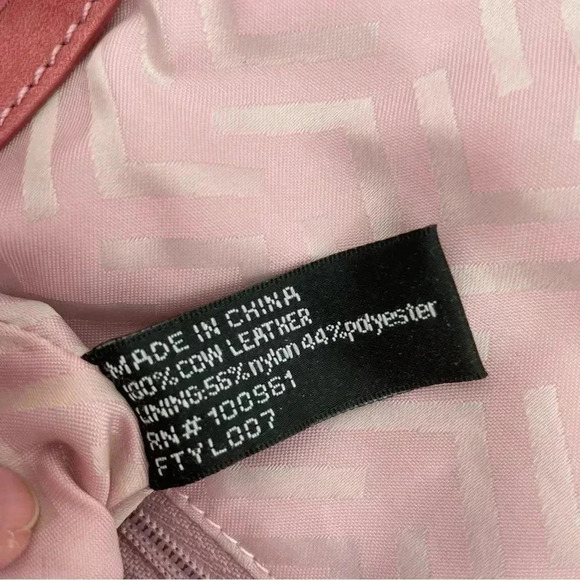 MADE IN CHINA
100% COW LEATHER
LINING:56% nylon 44% polyester
RN# 100961
FTYL007